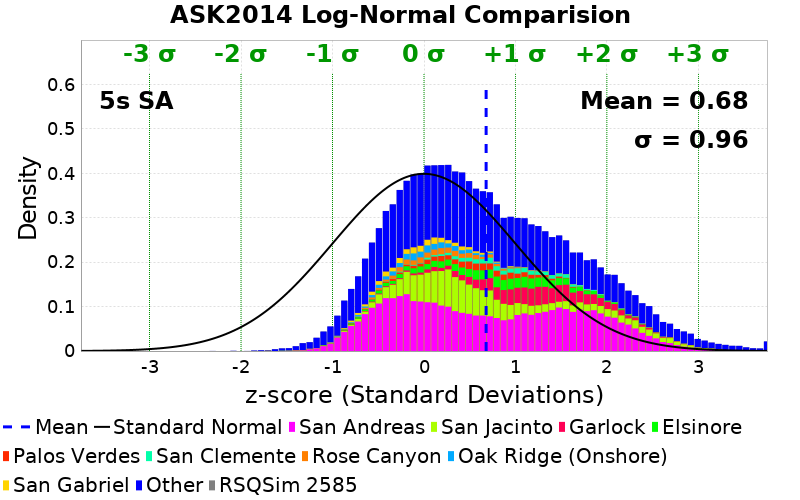 ASK2014 Log-Normal Comparision
-3 σ -2 σ -1 σ 0 σ +1 σ +2 σ +3 σ
5s SA
Mean = 0.68
σ = 0.96
Density
0.6
0.5
0.4
0.3
0.2
0.1
0
-3 -2 -1 0 1 2 3
z-score (Standard Deviations)
Mean Standard Normal San Andreas San Jacinto Garlock Elsinore
Palos Verdes San Clemente Rose Canyon Oak Ridge (Onshore)
San Gabriel Other RSQSim 2585